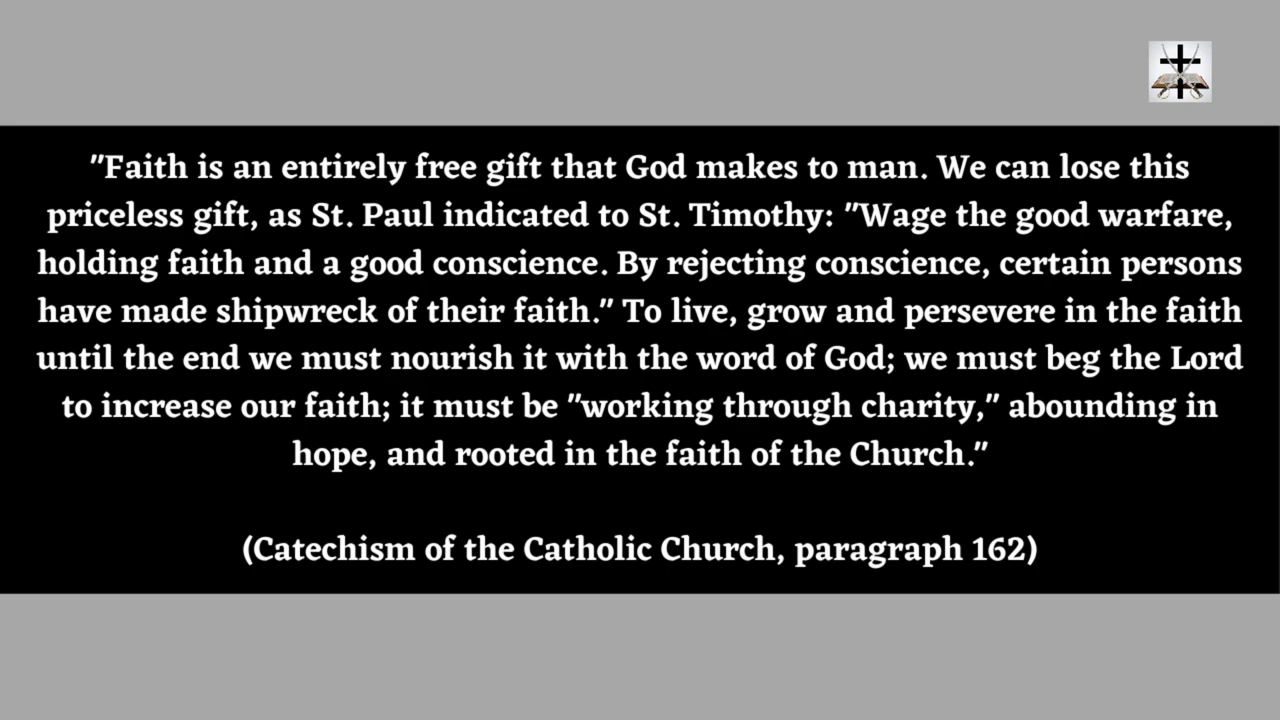 "Faith is an entirely free gift that God makes to man. We can lose this
priceless gift, as St. Paul indicated to St. Timothy: "Wage the good warfare,
holding faith and a good conscience. By rejecting conscience, certain persons
have made shipwreck of their faith." To live, grow and persevere in the faith
until the end we must nourish it with the word of God; we must beg the Lord
to increase our faith; it must be "working through charity," abounding in
hope, and rooted in the faith of the Church."
(Catechism of the Catholic Church, paragraph 162)